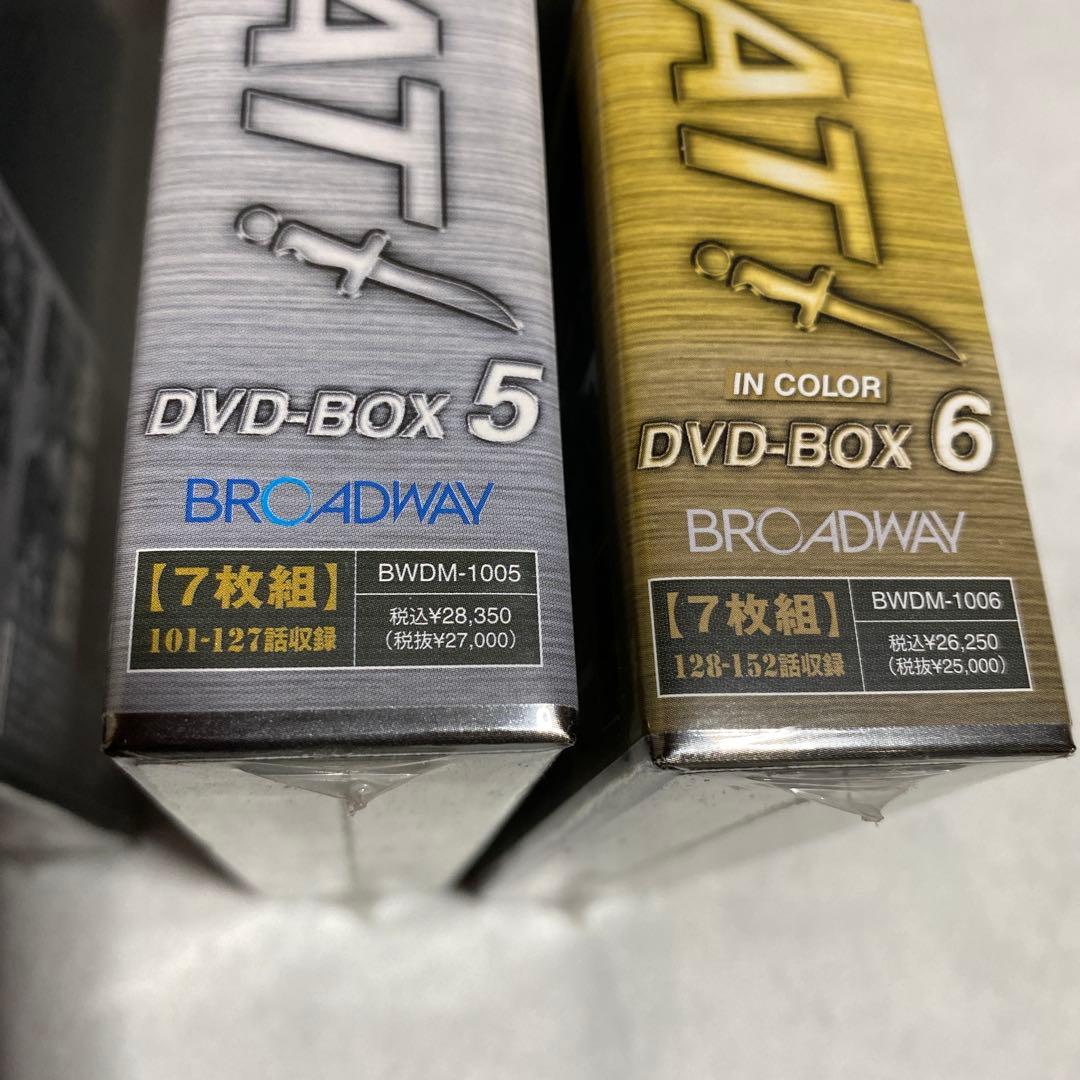 AT
DVD-BOX 5
BROADWAY
【7枚組】
101-127話収録
BWDM-1005
税込¥28,350
(税抜¥27,000)
AT
IN COLOR
DVD-BOX 6
BROADWAY
【7枚組】
128-152話収録
BWDM-1006
税込¥26,250
(税抜¥25,000)